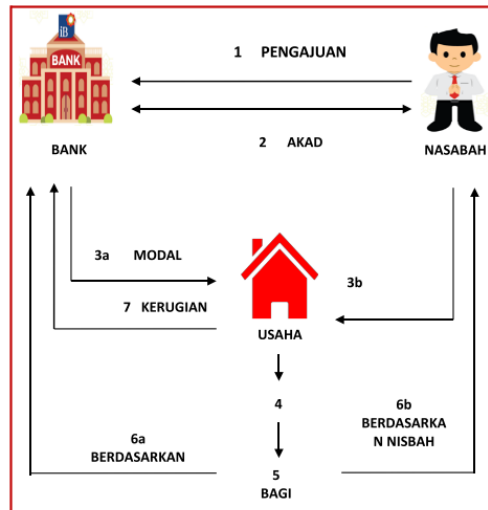 iB
BANK
1 PENGAJUAN
2 AKAD
BANK
NASABAH
3a MODAL
3b
7 KERUGIAN
USAHA
4
6a
BERDASARKAN
6b
BERDASARKA
N NISBAH
5
BAGI